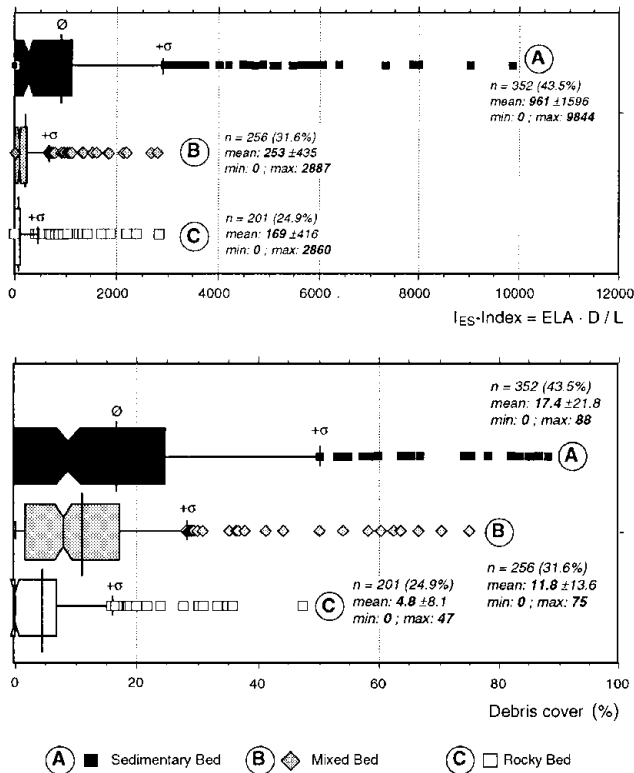 Ø
+σ
A
n = 352 (43.5%)
mean: 961 ±1596
min: 0 ; max: 9844
+σ
B
n = 256 (31.6%)
mean: 253 ±435
min: 0 ; max: 2887
+σ
C
n = 201 (24.9%)
mean: 169 ±416
min: 0 ; max: 2860
0 2000 4000 6000 8000 10000 12000
IES-Index = ELA · D / L
n = 352 (43.5%)
mean: 17.4 ±21.8
min: 0 ; max: 88
Ø
+σ
A
+σ
B
n = 256 (31.6%)
mean: 11.8 ±13.6
min: 0 ; max: 75
+σ
C
n = 201 (24.9%)
mean: 4.8 ±8.1
min: 0 ; max: 47
0 20 40 60 80 100
Debris cover (%)
A Sedimentary Bed B Mixed Bed C Rocky Bed